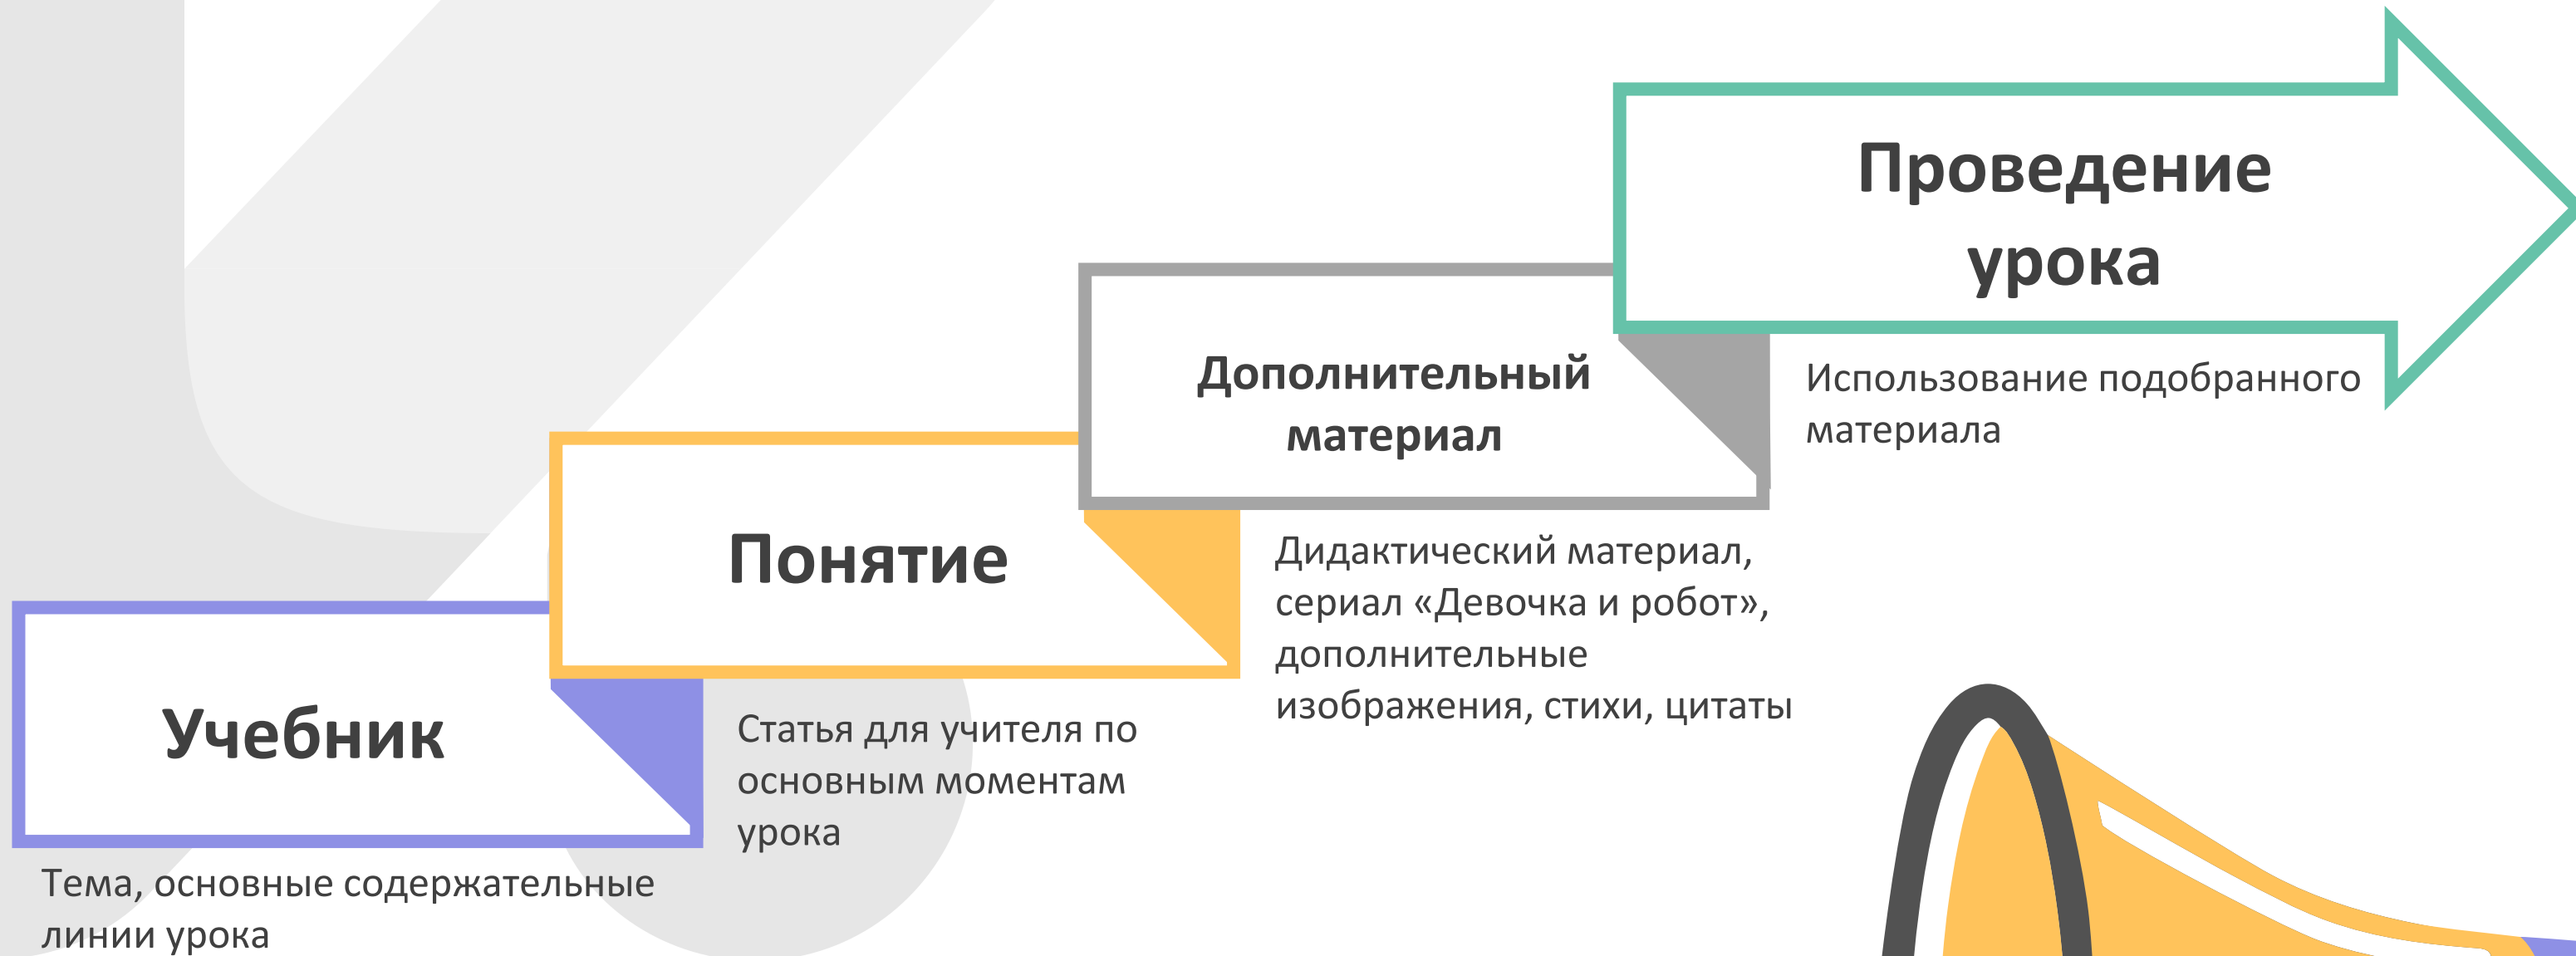 Учебник
Тема, основные содержательные
линии урока
Понятие
Статья для учителя по
основным моментам
урока
Дополнительный
материал
Дидактический материал,
сериал «Девочка и робот»,
дополнительные
изображения, стихи, цитаты
Проведение
урока
Использование подобранного
материала